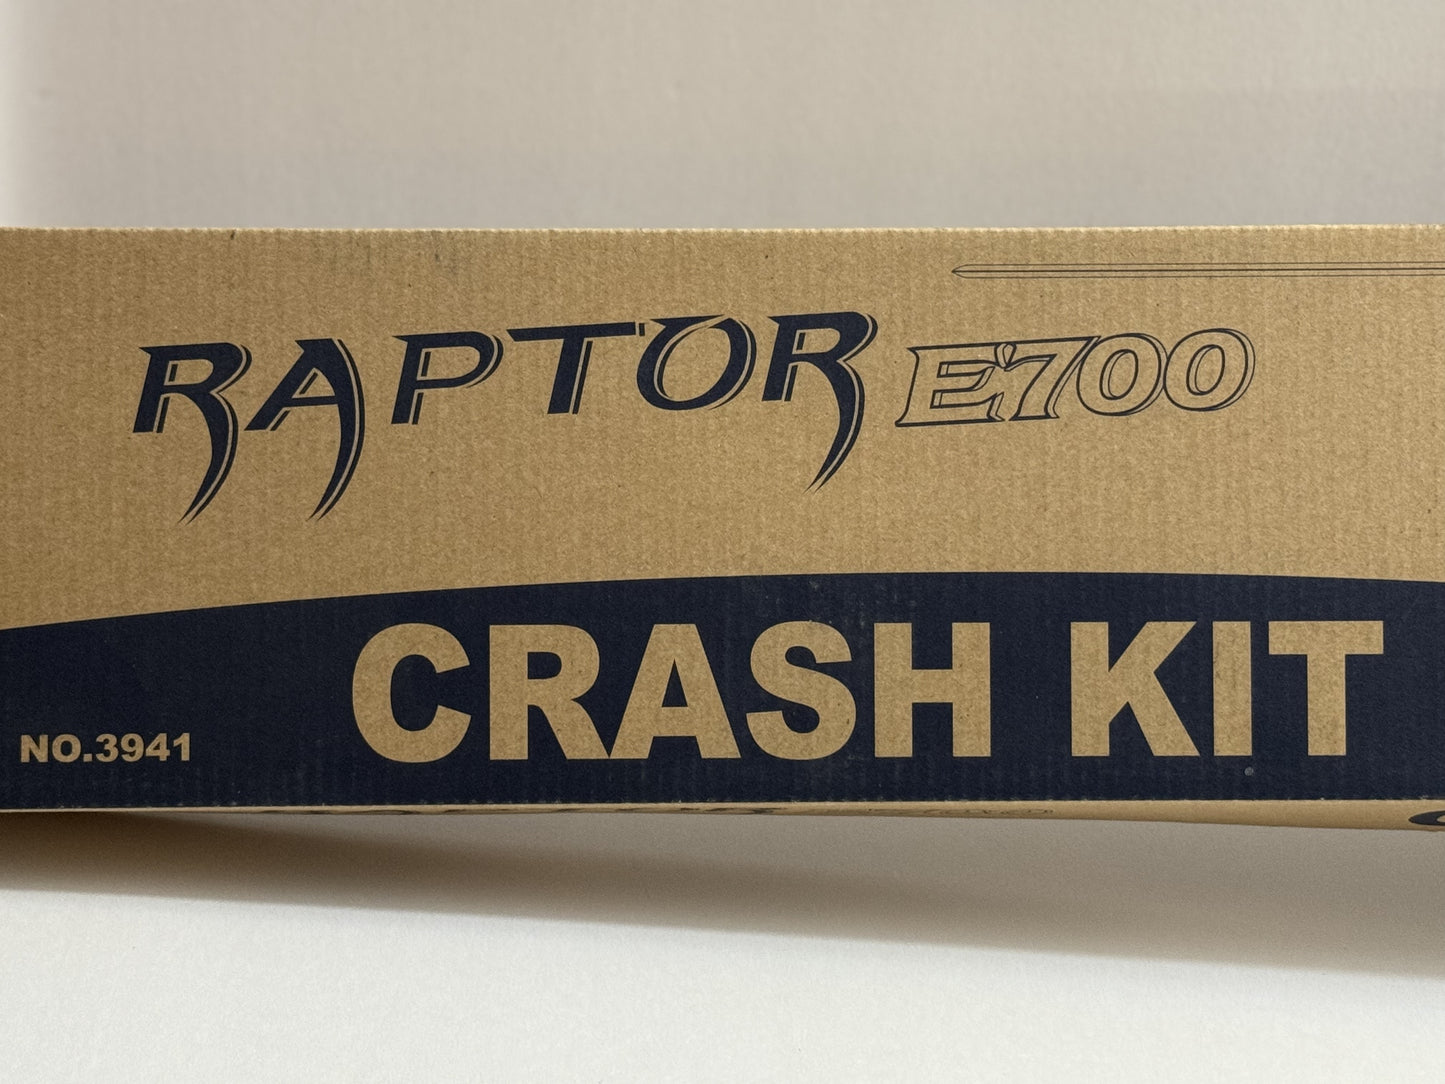 RAPTOR E700
CRASH KIT
NO.3941